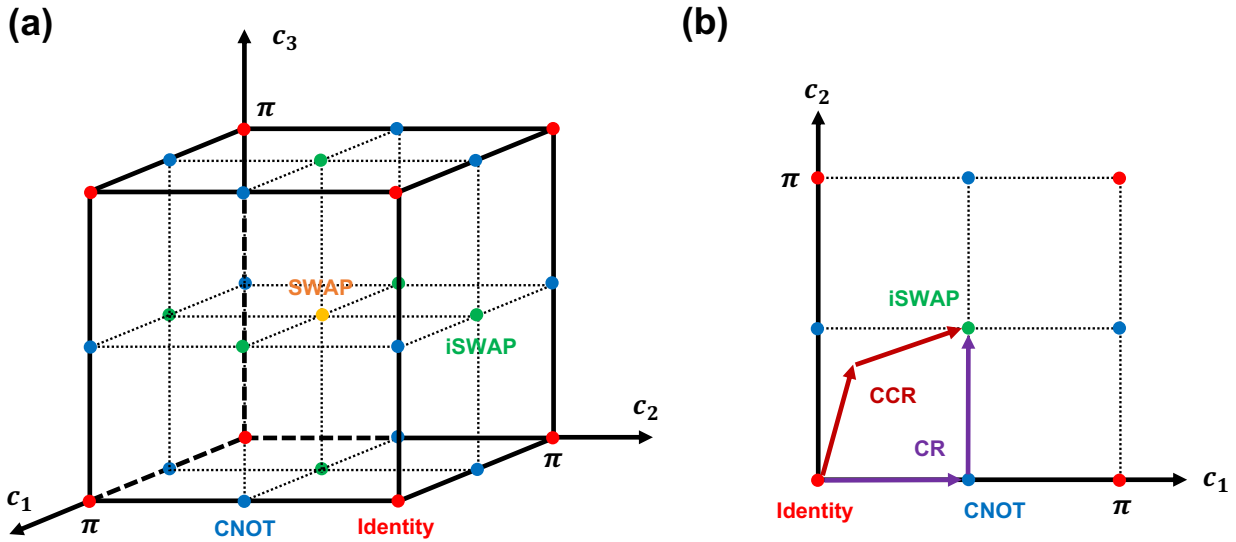 (a)
c₃
π
SWAP
iSWAP
c₂
π
c₁
π
CNOT
Identity
(b)
c₂
π
iSWAP
CCR
CR
Identity
CNOT
π
c₁